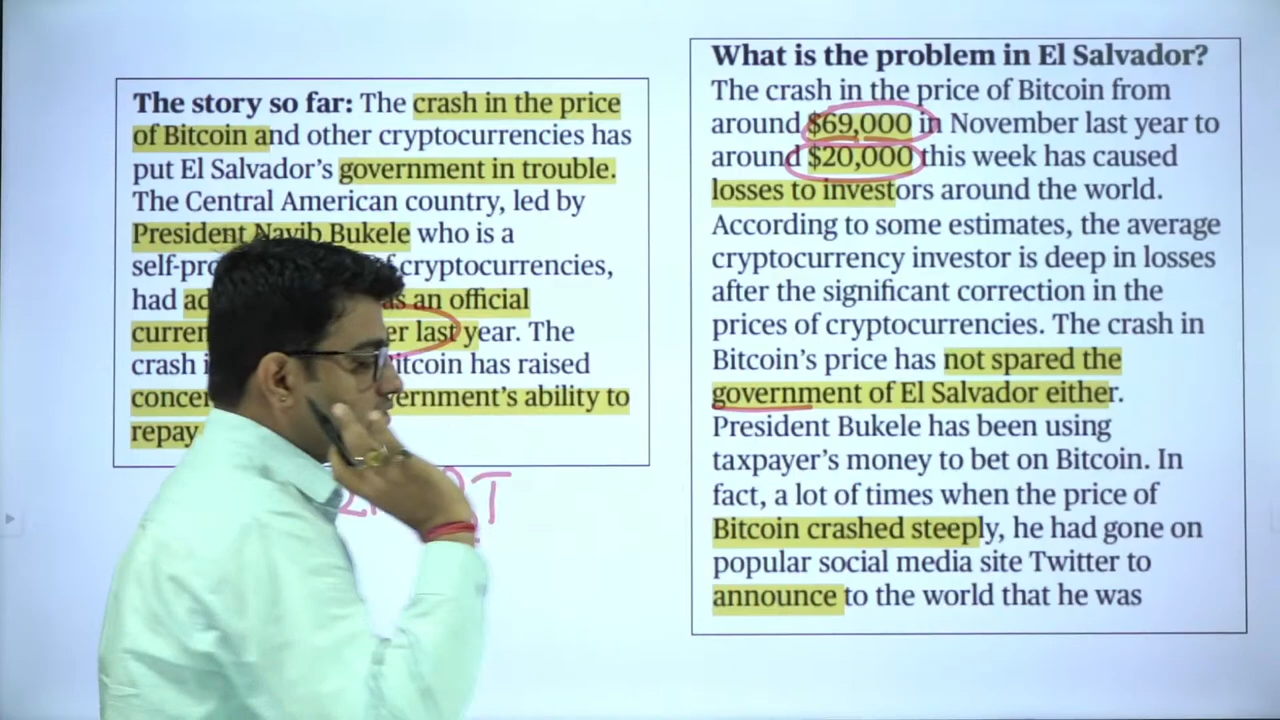 The story so far: The crash in the price
of Bitcoin and other cryptocurrencies has
put El Salvador's government in trouble.
The Central American country, led by
President Nayib Bukele who is a
cryptocurrencies,
had as an official
last year. The
crash has raised
ability to
repay
What is the problem in El Salvador?
The crash in the price of Bitcoin from
around $69,000 in November last year to
around $20,000 this week has caused
losses to investors around the world.
According to some estimates, the average
cryptocurrency investor is deep in losses
after the significant correction in the
prices of cryptocurrencies. The crash in
Bitcoin's price has not spared the
government of El Salvador either.
President Bukele has been using
taxpayer's money to bet on Bitcoin. In
fact, a lot of times when the price of
Bitcoin crashed steeply, he had gone on
popular social media site Twitter to
announce to the world that he was